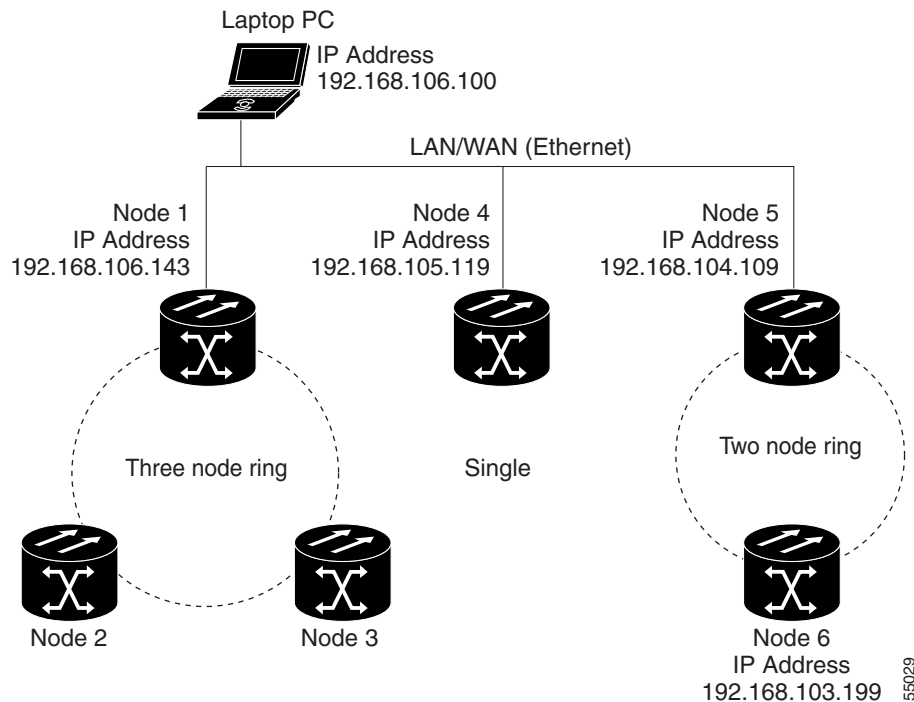 Laptop PC
IP Address
192.168.106.100
LAN/WAN (Ethernet)
Node 1
IP Address
192.168.106.143
Node 4
IP Address
192.168.105.119
Node 5
IP Address
192.168.104.109
Three node ring
Single
Two node ring
Node 2
Node 3
Node 6
IP Address
192.168.103.199
55029